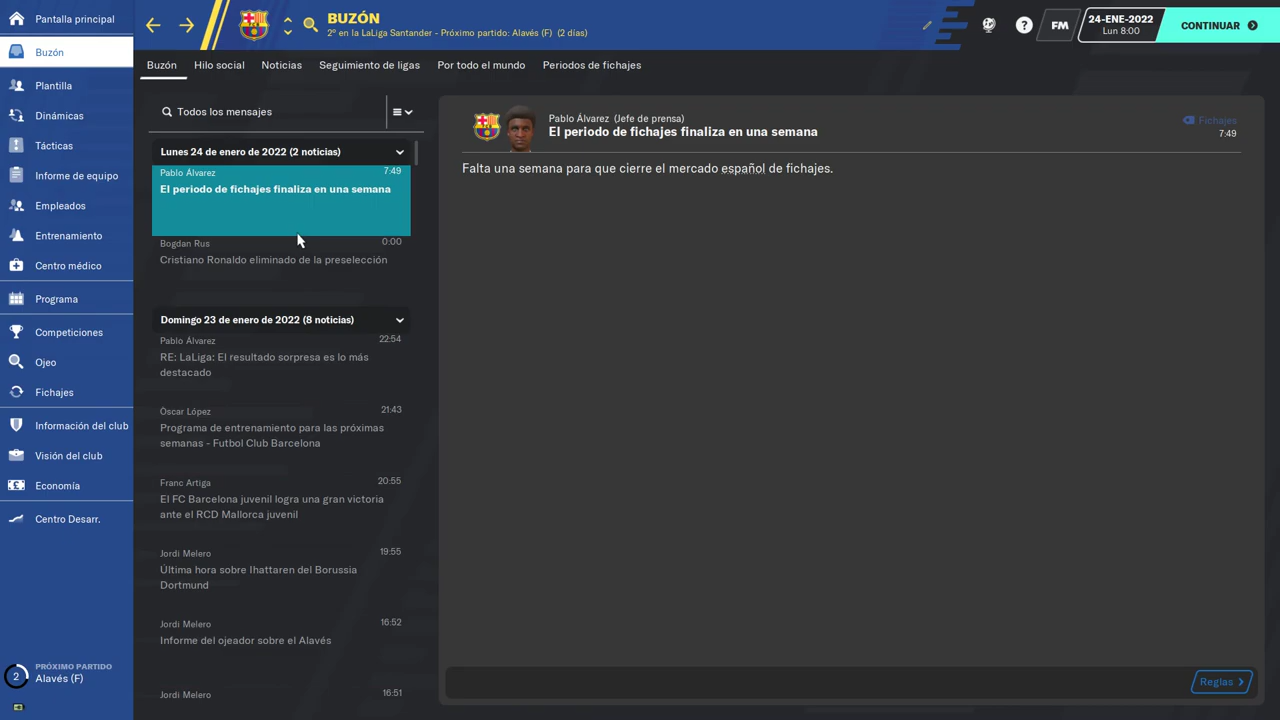 Pantalla principal
Buzón
Plantilla
Dinámicas
Tácticas
Informe de equipo
Empleados
Entrenamiento
Centro médico
Programa
Competiciones
Ojeo
Fichajes
Información del club
Visión del club
Economía
Centro Desarr.
2
PRÓXIMO PARTIDO
Alavés (F)
BUZÓN
2º en la LaLiga Santander - Próximo partido: Alavés (F) (2 días)
?
FM
24-ENE-2022
Lun 8:00
CONTINUAR
Buzón
Hilo social
Noticias
Seguimiento de ligas
Por todo el mundo
Periodos de fichajes
Todos los mensajes
Lunes 24 de enero de 2022 (2 noticias)
Pablo Álvarez 7:49
El periodo de fichajes finaliza en una semana
Bogdan Rus 0:00
Cristiano Ronaldo eliminado de la preselección
Domingo 23 de enero de 2022 (8 noticias)
Pablo Álvarez 22:54
RE: LaLiga: El resultado sorpresa es lo más
destacado
Óscar López 21:43
Programa de entrenamiento para las próximas
semanas - Futbol Club Barcelona
Franc Artiga 20:55
El FC Barcelona juvenil logra una gran victoria
ante el RCD Mallorca juvenil
Jordi Melero 19:55
Última hora sobre Ihattaren del Borussia
Dortmund
Jordi Melero 16:52
Informe del ojeador sobre el Alavés
Jordi Melero 16:51
Pablo Álvarez (Jefe de prensa)
El periodo de fichajes finaliza en una semana
Fichajes
7:49
Falta una semana para que cierre el mercado español de fichajes.
Reglas